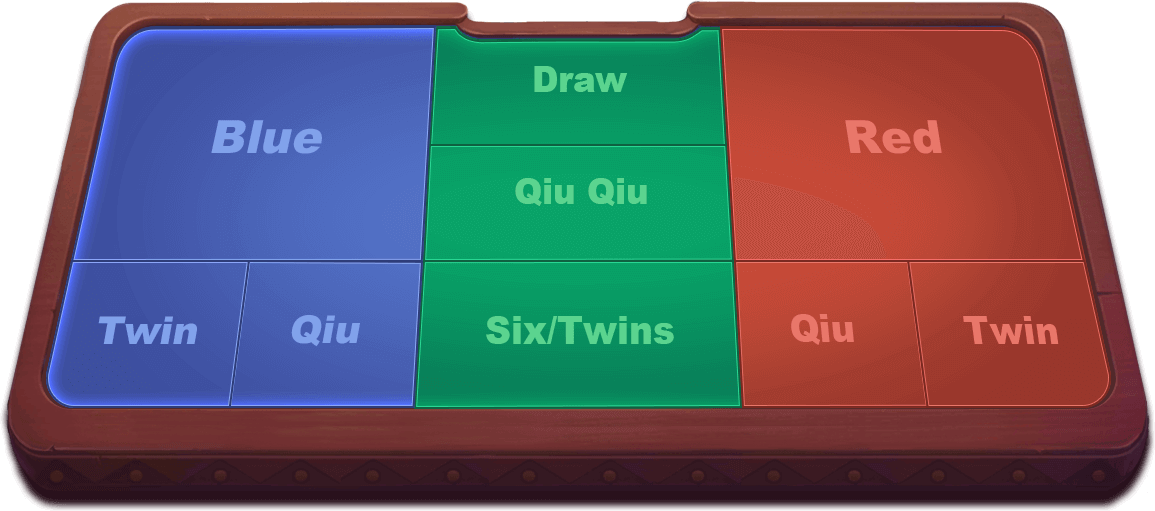 Blue
Draw
Red
Qiu Qiu
Twin
Qiu
Six/Twins
Qiu
Twin